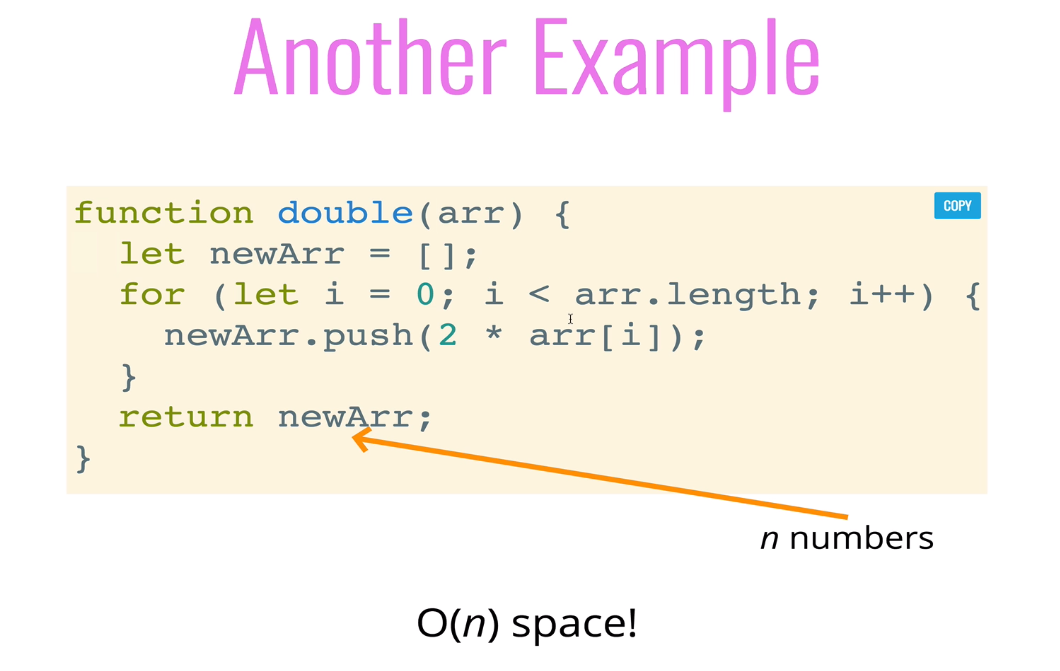 Another Example
COPY
function double(arr) {
  let newArr = [];
  for (let i = 0; i < arr.length; i++) {
    newArr.push(2 * arr[i]);
  }
  return newArr;
}
n numbers
O(n) space!